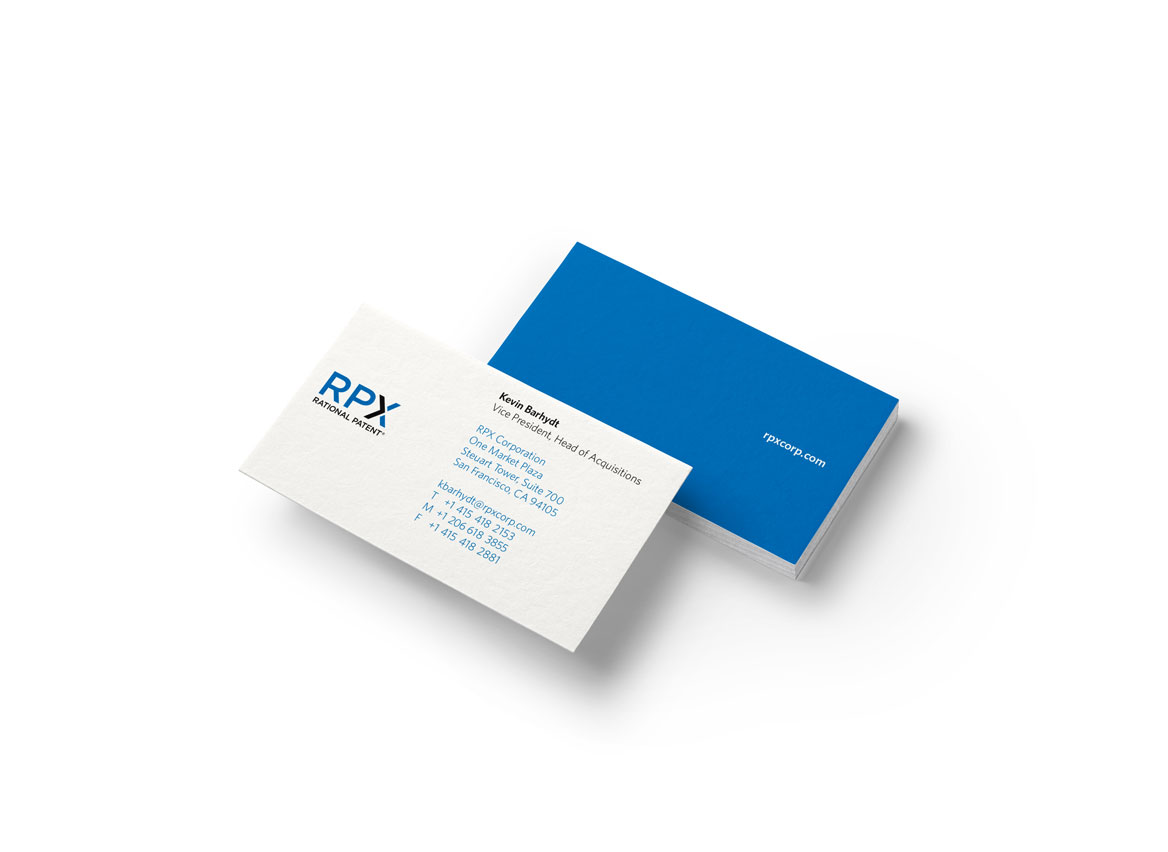 RPX
RATIONAL PATENT®
Kevin Barhydt
Vice President, Head of Acquisitions
RPX Corporation
One Market Plaza
Steuart Tower, Suite 700
San Francisco, CA 94105
kbarhydt@rpxcorp.com
T +1 415 418 2153
M +1 206 618 3855
F +1 415 418 2881
rpxcorp.com